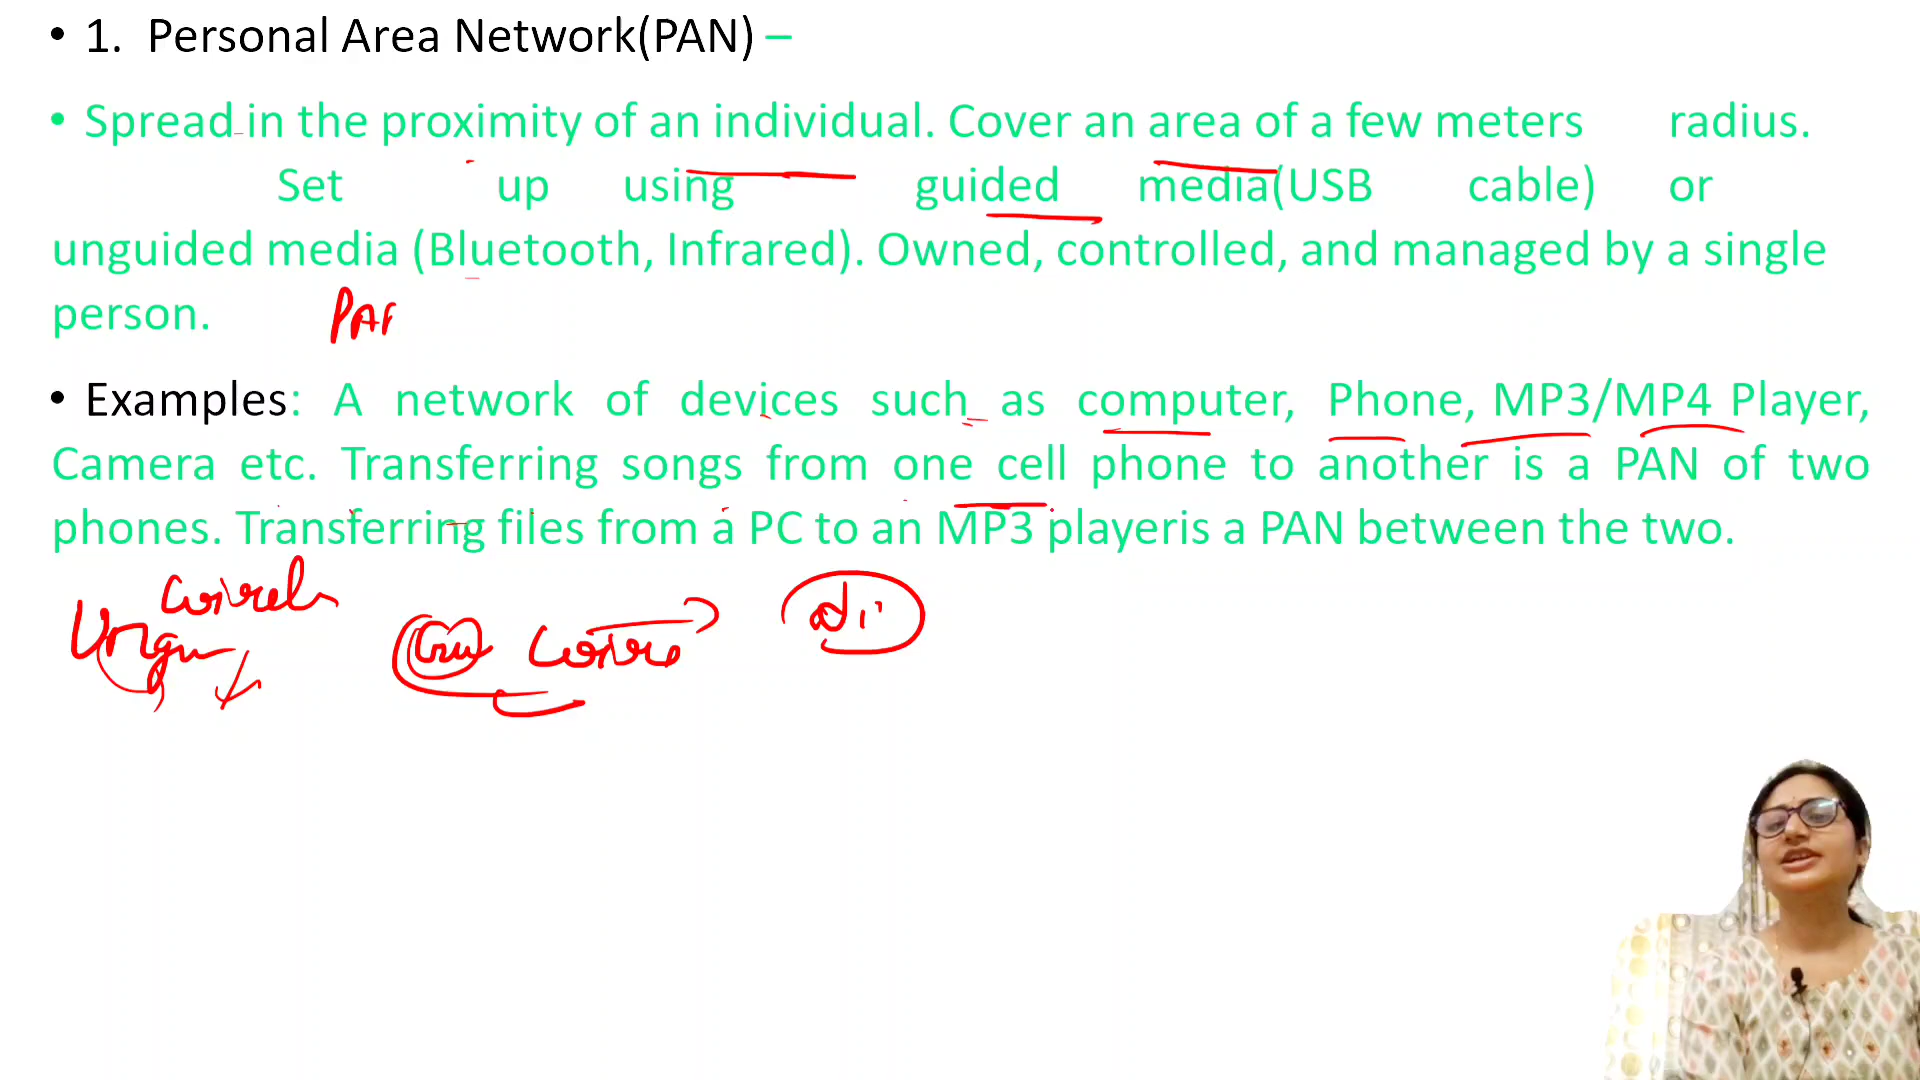 • 1. Personal Area Network(PAN) –
• Spread in the proximity of an individual. Cover an area of a few meters radius.
Set up using guided media(USB cable) or
unguided media (Bluetooth, Infrared). Owned, controlled, and managed by a single
person.
• Examples: A network of devices such as computer, Phone, MP3/MP4 Player,
Camera etc. Transferring songs from one cell phone to another is a PAN of two
phones. Transferring files from a PC to an MP3 playeris a PAN between the two.